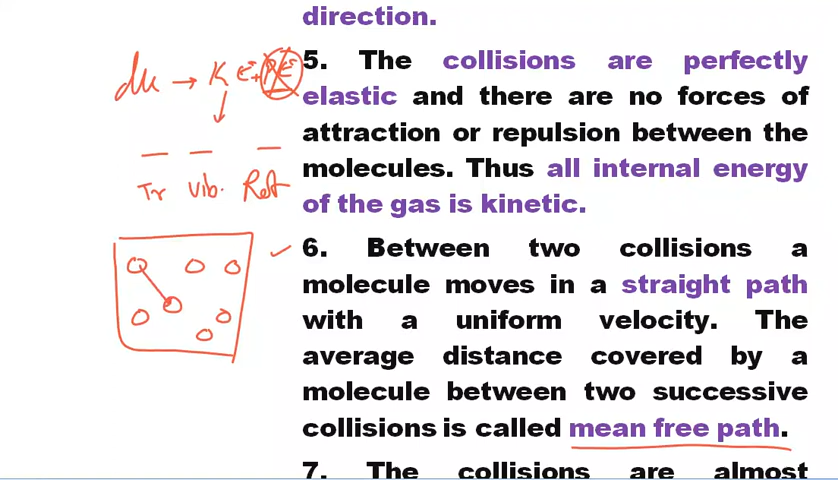 direction.
du → K E + PE
Tr Vib. Rot
5. The collisions are perfectly
elastic and there are no forces of
attraction or repulsion between the
molecules. Thus all internal energy
of the gas is kinetic.
6. Between two collisions a
molecule moves in a straight path
with a uniform velocity. The
average distance covered by a
molecule between two successive
collisions is called mean free path.
7. The collisions are almost